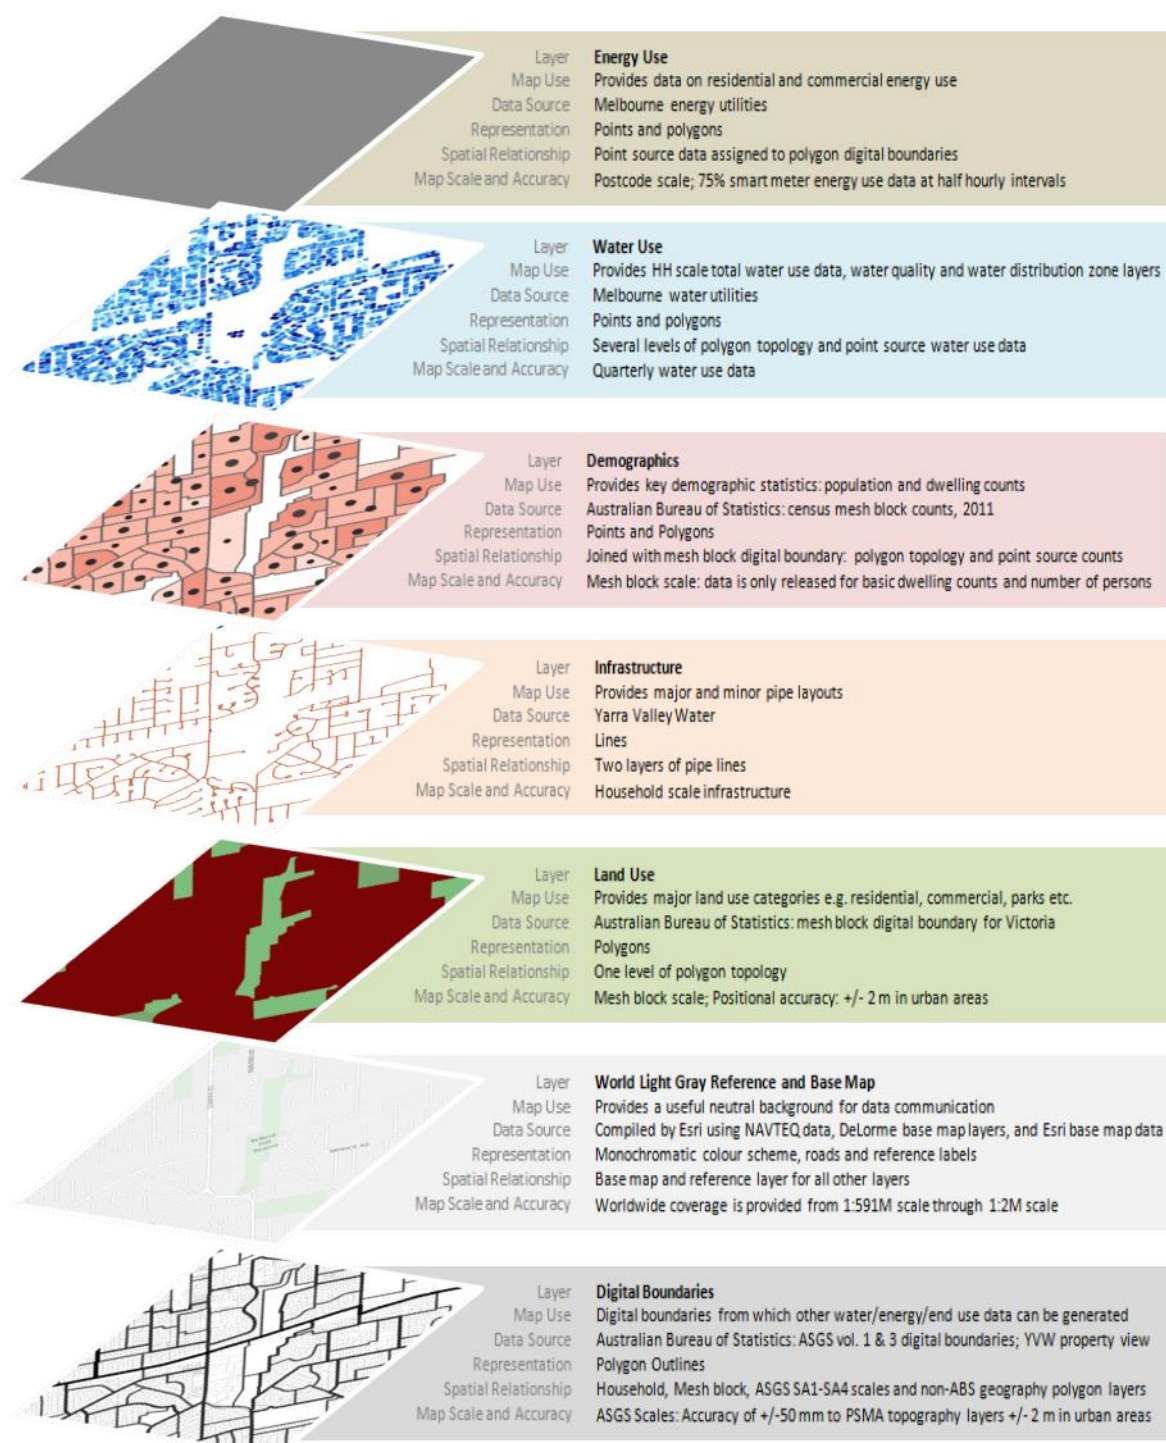 Layer Energy Use
Map Use Provides data on residential and commercial energy use
Data Source Melbourne energy utilities
Representation Points and polygons
Spatial Relationship Point source data assigned to polygon digital boundaries
Map Scale and Accuracy Postcode scale; 75% smart meter energy use data at half hourly intervals
Layer Water Use
Map Use Provides HH scale total water use data, water quality and water distribution zone layers
Data Source Melbourne water utilities
Representation Points and polygons
Spatial Relationship Several levels of polygon topology and point source water use data
Map Scale and Accuracy Quarterly water use data
Layer Demographics
Map Use Provides key demographic statistics: population and dwelling counts
Data Source Australian Bureau of Statistics: census mesh block counts, 2011
Representation Points and Polygons
Spatial Relationship Joined with mesh block digital boundary: polygon topology and point source counts
Map Scale and Accuracy Mesh block scale: data is only released for basic dwelling counts and number of persons
Layer Infrastructure
Map Use Provides major and minor pipe layouts
Data Source Yarra Valley Water
Representation Lines
Spatial Relationship Two layers of pipe lines
Map Scale and Accuracy Household scale infrastructure
Layer Land Use
Map Use Provides major land use categories e.g. residential, commercial, parks etc.
Data Source Australian Bureau of Statistics: mesh block digital boundary for Victoria
Representation Polygons
Spatial Relationship One level of polygon topology
Map Scale and Accuracy Mesh block scale; Positional accuracy: +/- 2 m in urban areas
Layer World Light Gray Reference and Base Map
Map Use Provides a useful neutral background for data communication
Data Source Compiled by Esri using NAVTEQ data, DeLorme base map layers, and Esri base map data
Representation Monochromatic colour scheme, roads and reference labels
Spatial Relationship Base map and reference layer for all other layers
Map Scale and Accuracy Worldwide coverage is provided from 1:591M scale through 1:2M scale
Layer Digital Boundaries
Map Use Digital boundaries from which other water/energy/end use data can be generated
Data Source Australian Bureau of Statistics: ASGS vol. 1 & 3 digital boundaries; YVW property view
Representation Polygon Outlines
Spatial Relationship Household, Mesh block, ASGS SA1-SA4 scales and non-ABS geography polygon layers
Map Scale and Accuracy ASGS Scales: Accuracy of +/-50 mm to PSMA topography layers +/- 2 m in urban areas